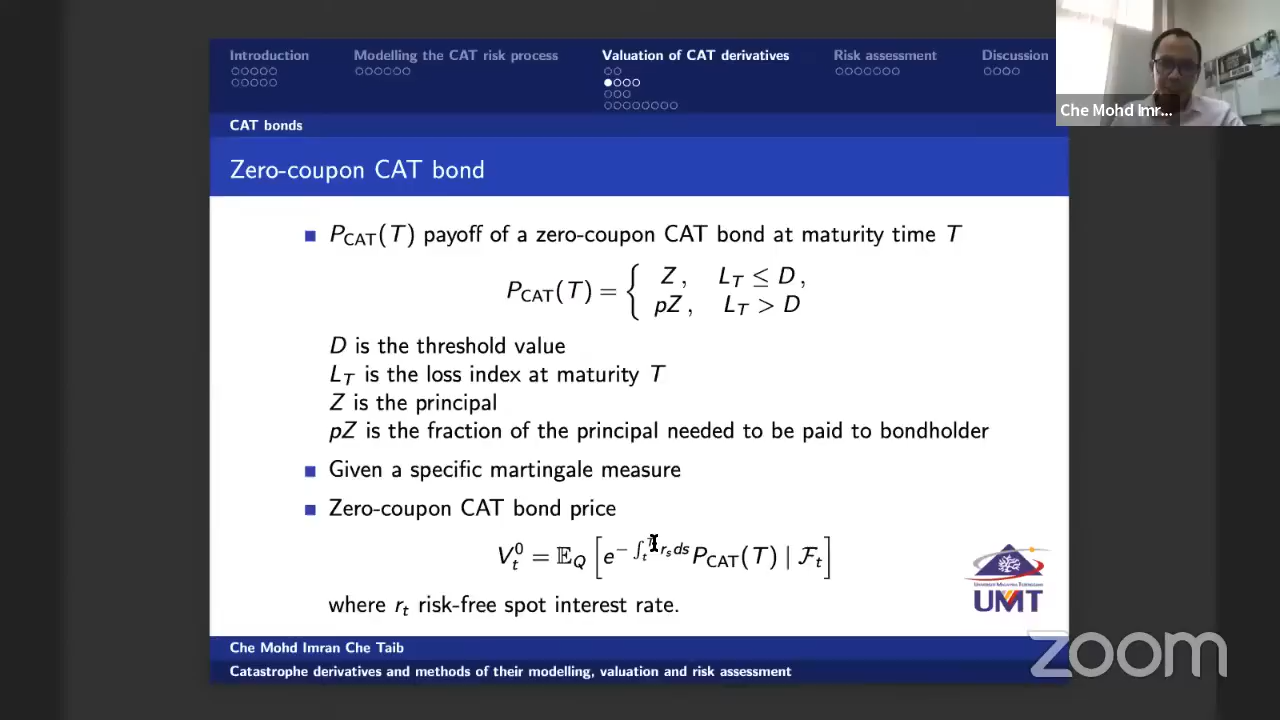 Introduction
Modelling the CAT risk process
Valuation of CAT derivatives
Risk assessment
Discussion
CAT bonds
Zero-coupon CAT bond
P_CAT(T) payoff of a zero-coupon CAT bond at maturity time T
P_CAT(T) = { Z, L_T ≤ D,
pZ, L_T > D
D is the threshold value
L_T is the loss index at maturity T
Z is the principal
pZ is the fraction of the principal needed to be paid to bondholder
Given a specific martingale measure
Zero-coupon CAT bond price
V_t^0 = 𝔼_Q [ e^{-∫_t^T r_s ds} P_CAT(T) | ℱ_t ]
where r_t risk-free spot interest rate.
UMT
Che Mohd Imran Che Taib
Catastrophe derivatives and methods of their modelling, valuation and risk assessment
Che Mohd Imr...
zoom